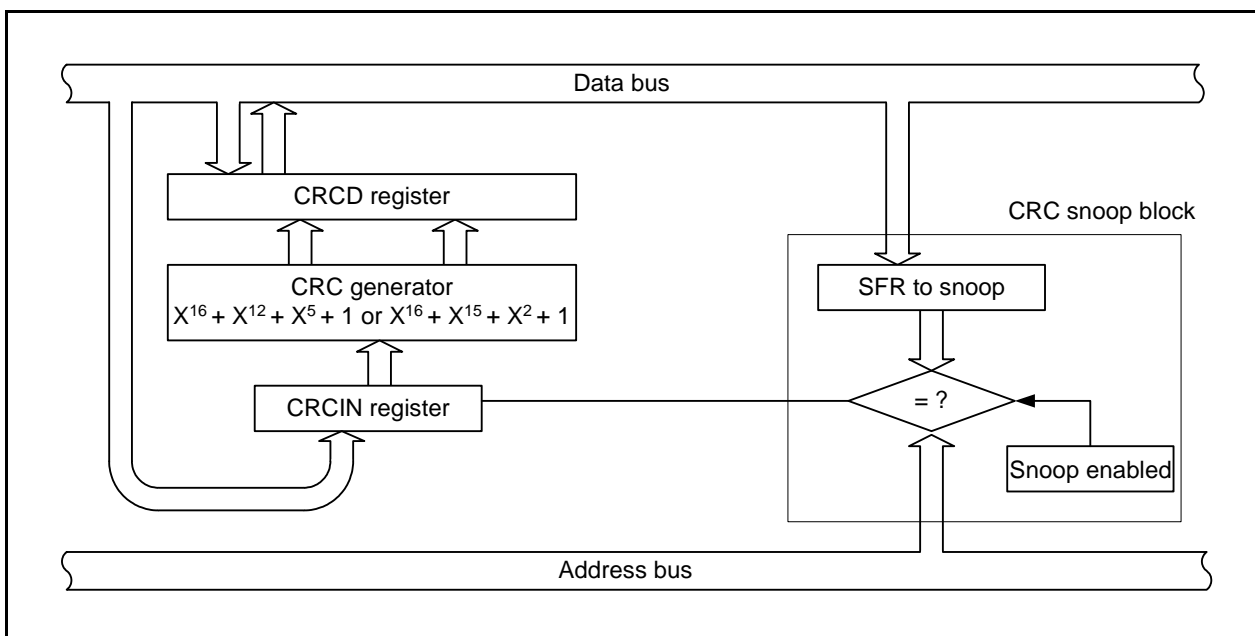 Data bus
CRCD register
CRC snoop block
CRC generator
X¹⁶ + X¹² + X⁵ + 1 or X¹⁶ + X¹⁵ + X² + 1
SFR to snoop
CRCIN register
= ?
Snoop enabled
Address bus